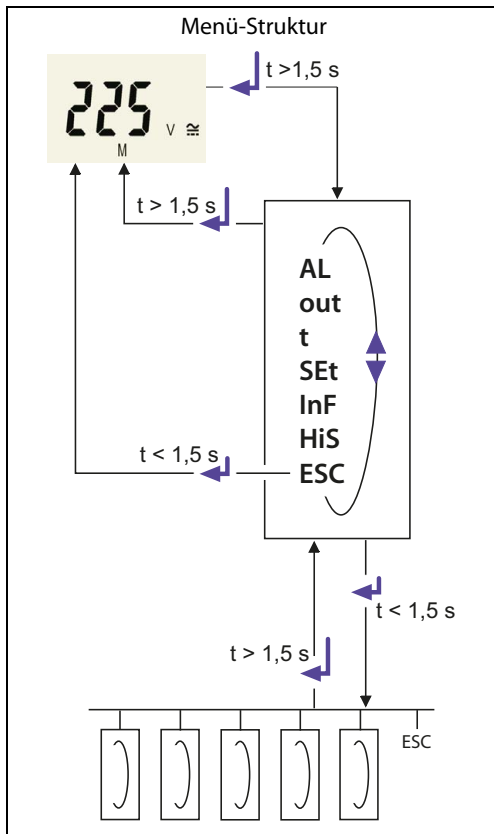 Menü-Struktur
t >1,5 s
225 V ≅
M
t > 1,5 s
AL
out
t
SEt
InF
HiS
ESC
t < 1,5 s
t < 1,5 s
t > 1,5 s
ESC